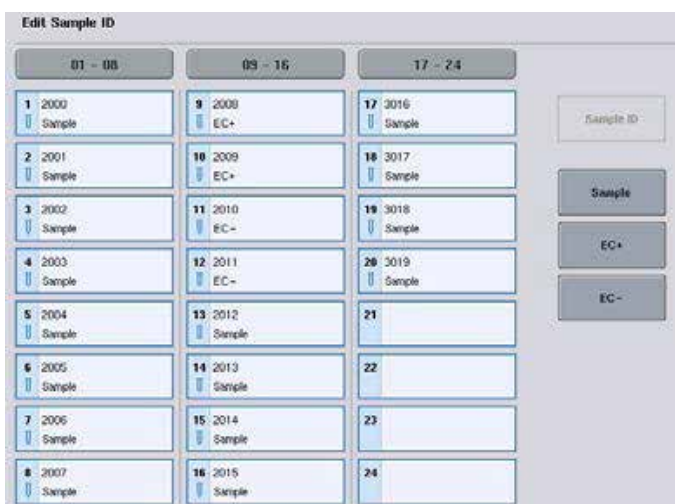 Edit Sample ID
01 - 08
09 - 16
17 - 24
1 2000
Sample
2 2001
Sample
3 2002
Sample
4 2003
Sample
5 2004
Sample
6 2005
Sample
7 2006
Sample
8 2007
Sample
9 2008
EC+
10 2009
EC+
11 2010
EC-
12 2011
EC-
13 2012
Sample
14 2013
Sample
15 2014
Sample
16 2015
Sample
17 3016
Sample
18 3017
Sample
19 3018
Sample
20 3019
Sample
21
22
23
24
Sample ID
Sample
EC+
EC-